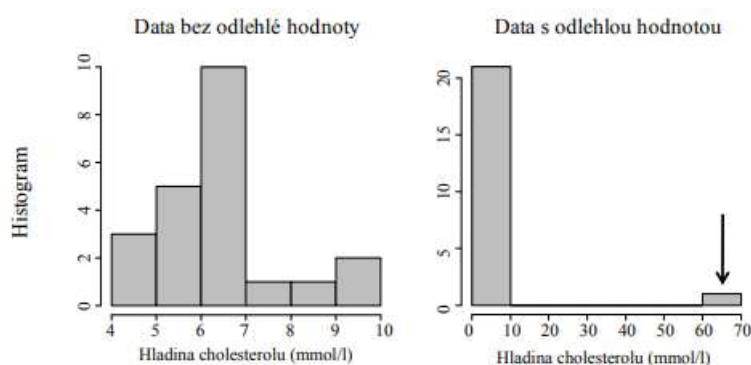 Data bez odlehlé hodnoty
Data s odlehlou hodnotou
Histogram
10
8
6
4
2
0
4 5 6 7 8 9 10
Hladina cholesterolu (mmol/l)
20
15
10
5
0
0 10 20 30 40 50 60 70
Hladina cholesterolu (mmol/l)